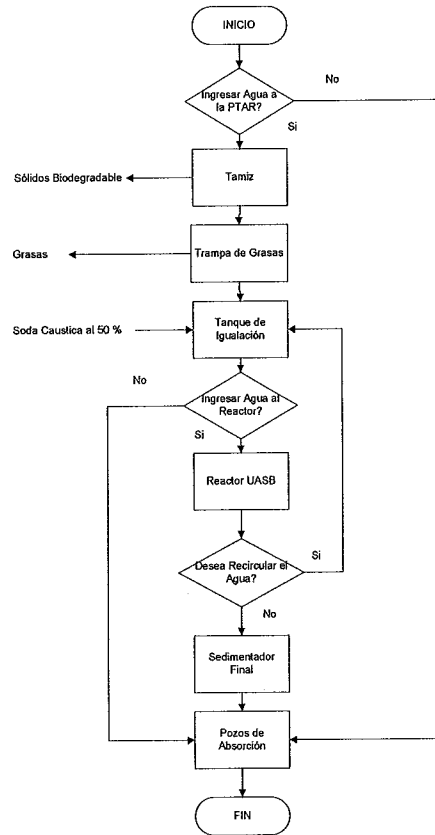 INICIO
No
Ingresar Agua a
la PTAR?
Si
Sólidos Biodegradable
Tamiz
Grasas
Trampa de Grasas
Soda Caustica al 50 %
Tanque de
Igualación
No
Ingresar Agua al
Reactor?
Si
Reactor UASB
Desea Recircular el
Agua?
Si
No
Sedimentador
Final
Pozos de
Absorción
FIN